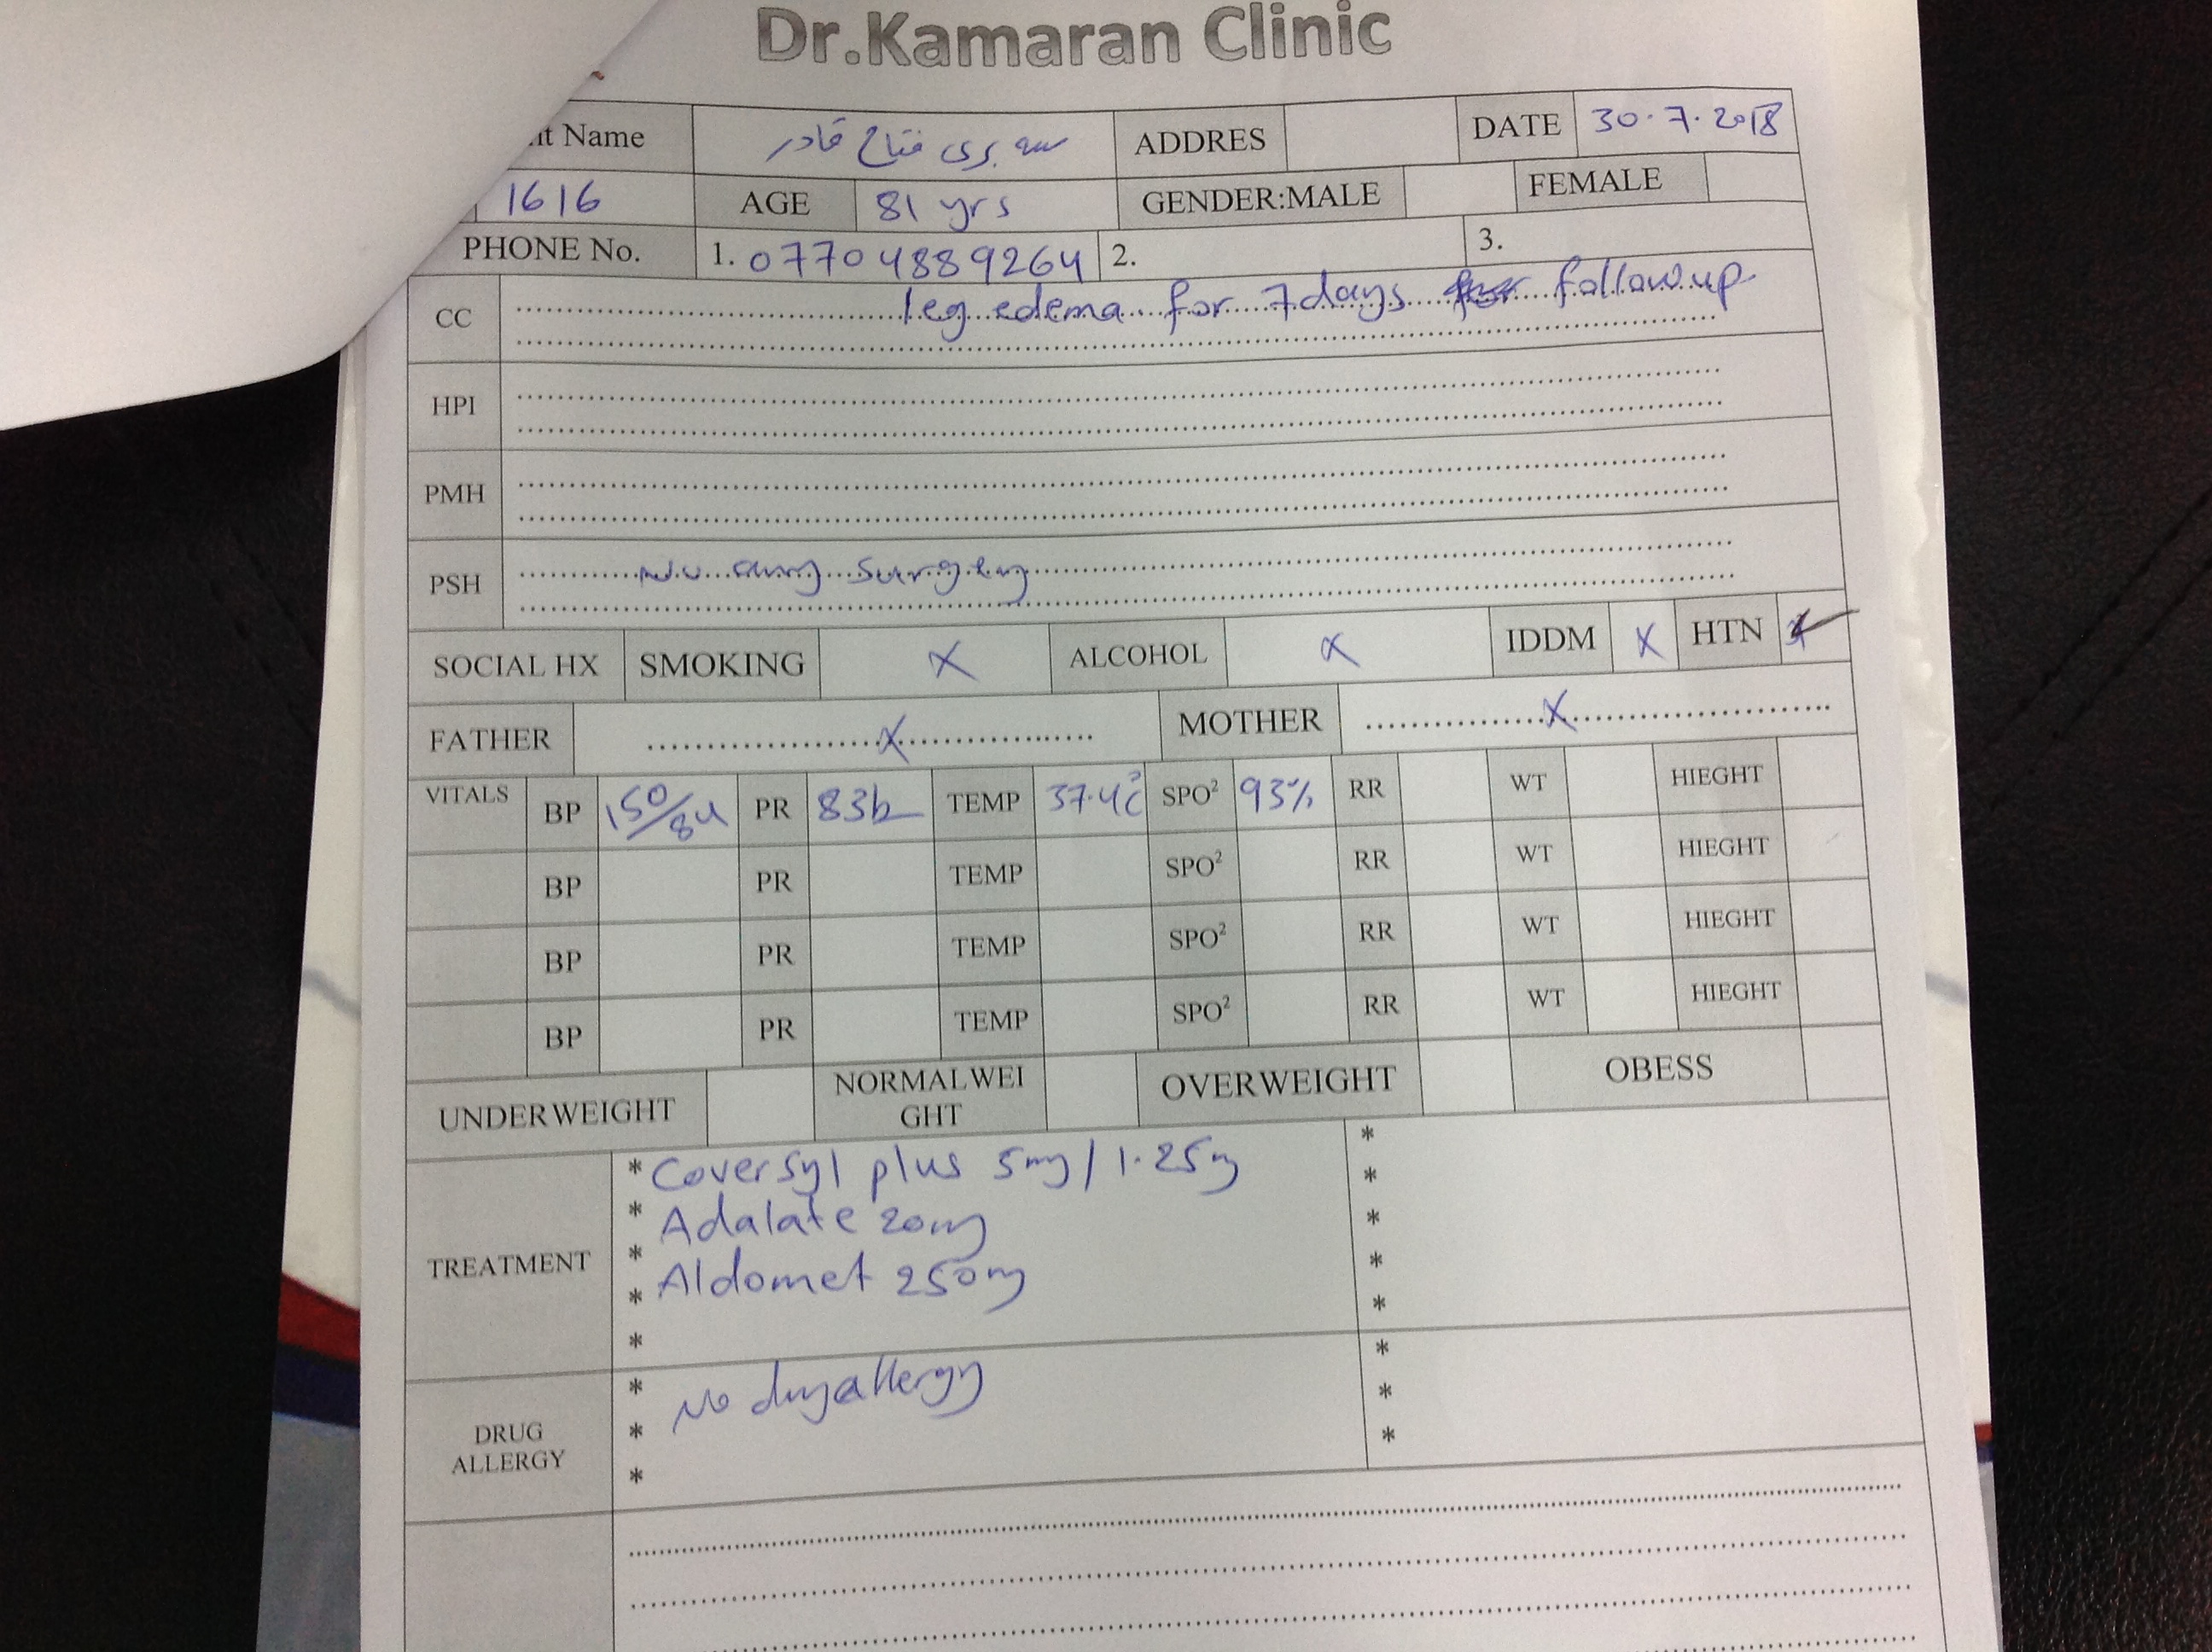 Dr.Kamaran Clinic
nt Name سه بری فتاح قادر ADDRES DATE 30.7.2018
1616 AGE 81 yrs GENDER:MALE FEMALE
PHONE No. 1. 07704889264 2. 3.
CC leg edema for 7days follow up
HPI
PMH
PSH No any surgery
SOCIAL HX SMOKING X ALCOHOL X IDDM X HTN ✓
FATHER X MOTHER X
VITALS BP 150/84 PR 83b TEMP 37.4c° SPO² 93% RR WT HIEGHT
BP PR TEMP SPO² RR WT HIEGHT
BP PR TEMP SPO² RR WT HIEGHT
BP PR TEMP SPO² RR WT HIEGHT
UNDERWEIGHT NORMALWEI
GHT OVERWEIGHT OBESS
TREATMENT * Coversyl plus 5mg/1.25mg *
* Adalate 20mg *
* Aldomet 250mg *
* *
* *
DRUG
ALLERGY * No drug allergy *
* *
* *